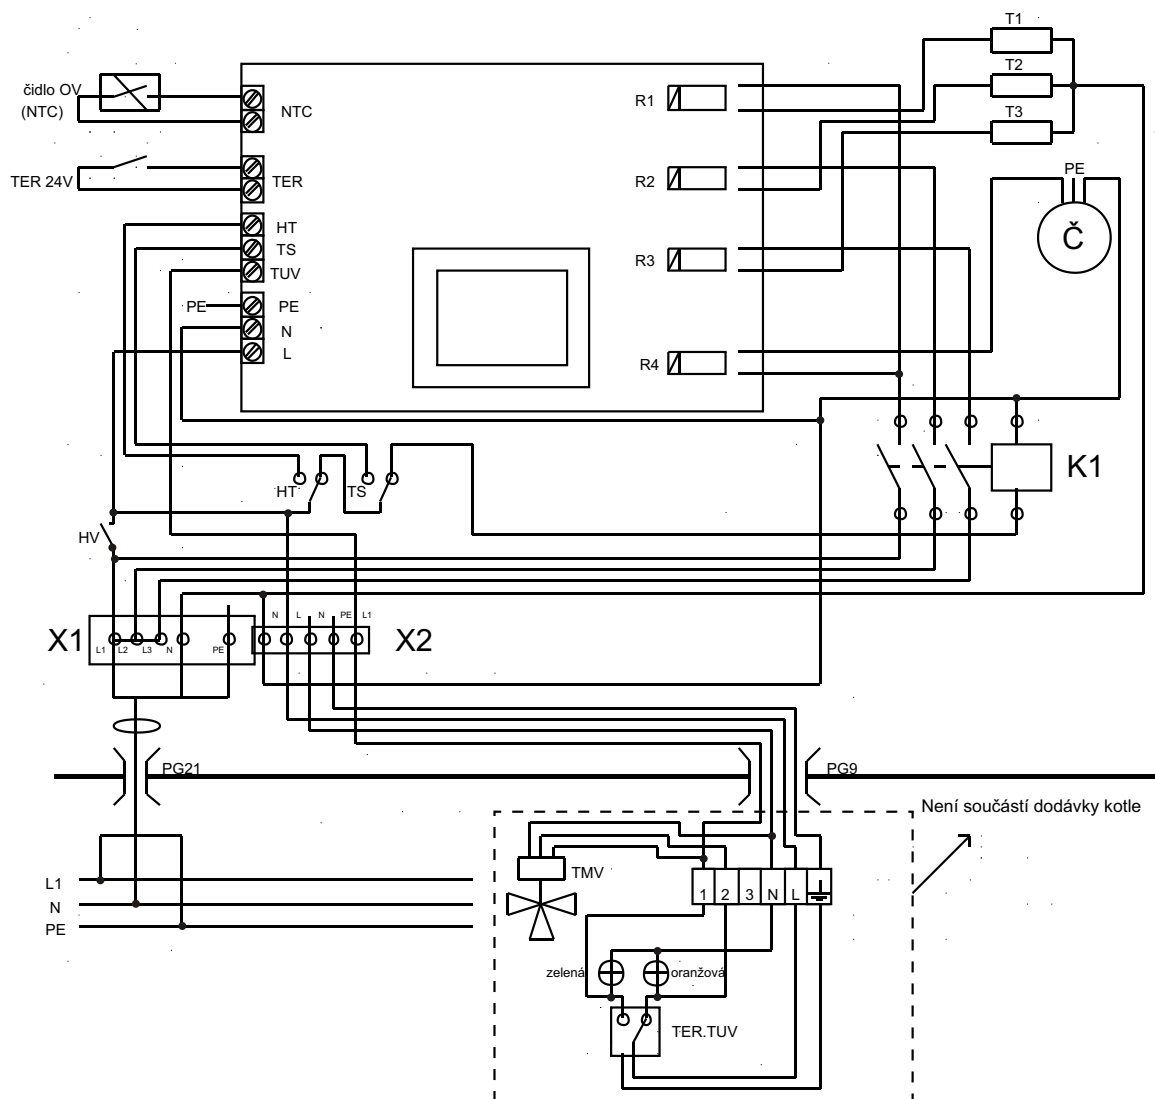 T1
čidlo OV
(NTC)
NTC
R1
T2
T3
TER 24V
TER
R2
PE
Č
HT
TS
TUV
R3
PE
PE
N
L
R4
HT
TS
K1
HV
X1
L1
L2
L3
N
PE
N
L
N
PE
L1
X2
PG21
PG9
Není součástí dodávky kotle
TMV
L1
N
PE
1
2
3
N
L
zelená
oranžová
TER.TUV